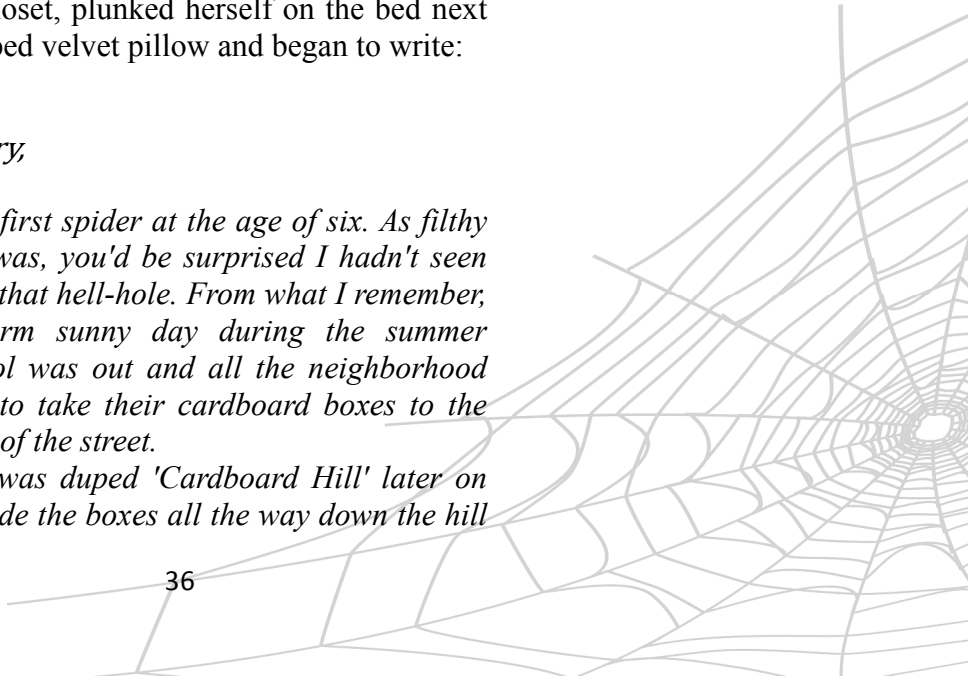 oset, plunked herself on the bed next
ped velvet pillow and began to write:
ry,
first spider at the age of six. As filthy
was, you'd be surprised I hadn't seen
that hell-hole. From what I remember,
rm sunny day during the summer
ol was out and all the neighborhood
to take their cardboard boxes to the
of the street.
was duped 'Cardboard Hill' later on
de the boxes all the way down the hill
36